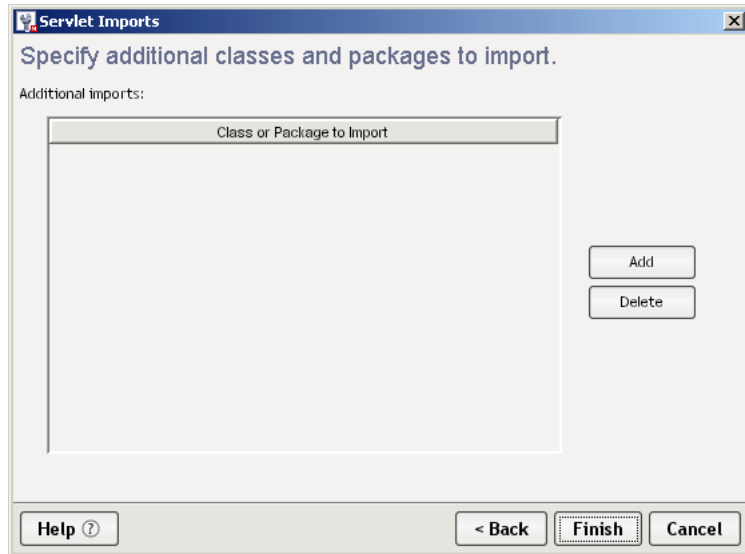 Servlet Imports
Specify additional classes and packages to import.
Additional imports:
Class or Package to Import
Add
Delete
Help ?
< Back Finish Cancel